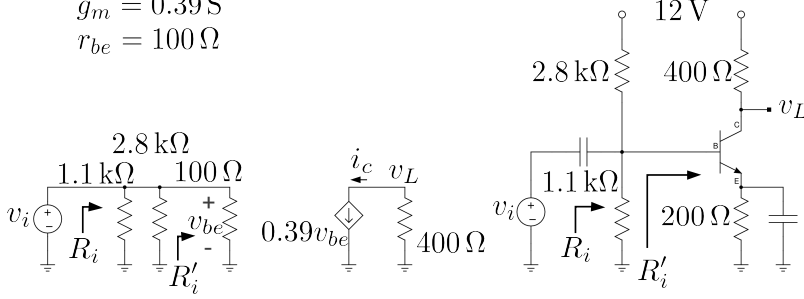 g_m = 0.39 S
r_be = 100 Ω
2.8 kΩ
1.1 kΩ
100 Ω
v_i
+
-
R_i
R'_i
+
v_be
-
i_c
v_L
0.39v_be
400 Ω
12 V
2.8 kΩ
400 Ω
v_L
C
B
E
1.1 kΩ
200 Ω
v_i
+
-
R_i
R'_i